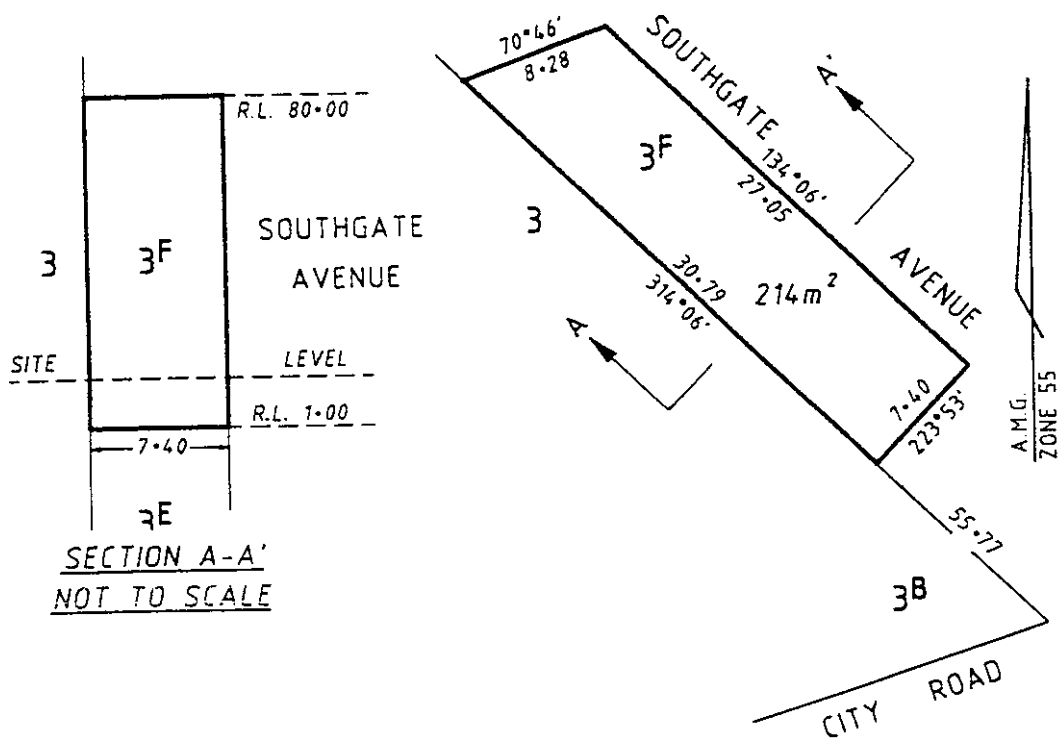 R.L. 80·00
3
3F
SOUTHGATE
AVENUE
SITE
LEVEL
R.L. 1·00
7·40
3E
SECTION A-A'
NOT TO SCALE
70°46'
8·28
SOUTHGATE
AVENUE
A'
3F
134°06'
27·05
3
30·79
314°06'
214m²
A
7·40
223°53'
A.M.G.
ZONE 55
55·77
3B
CITY ROAD